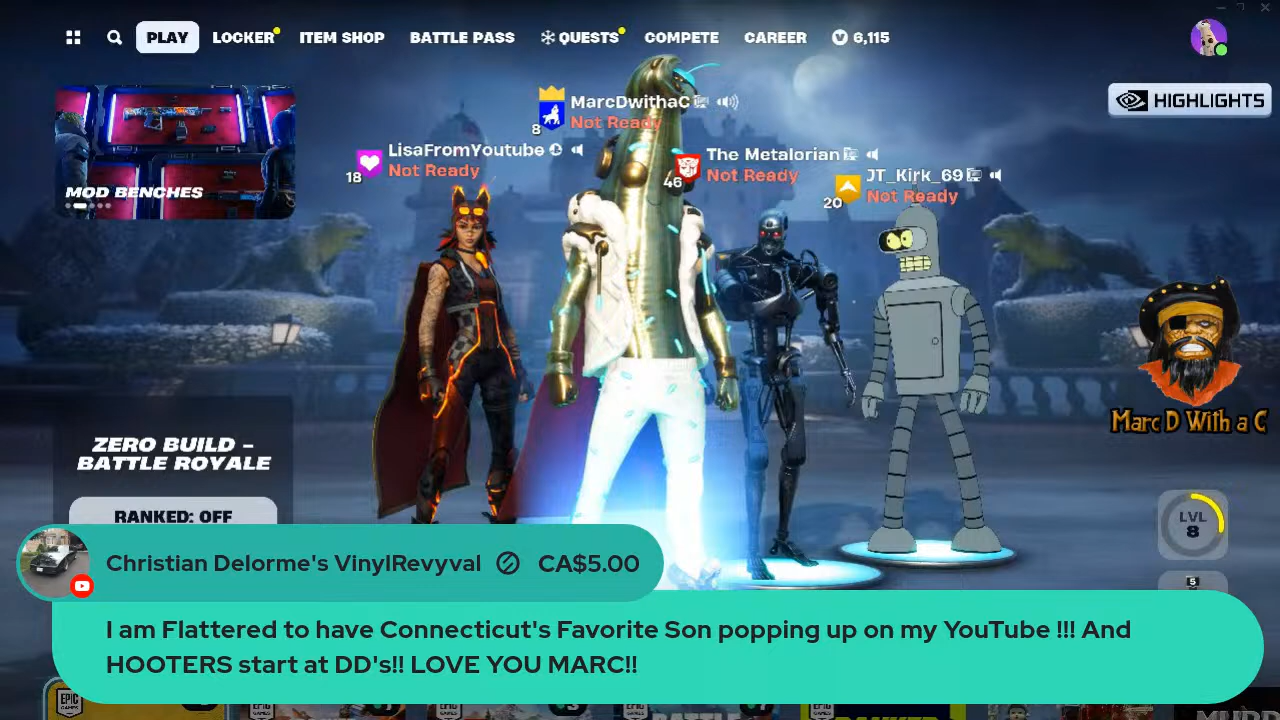 PLAY
LOCKER
ITEM SHOP
BATTLE PASS
QUESTS
COMPETE
CAREER
6,115
HIGHLIGHTS
MOD BENCHES
MarcDwithaC
8
Not Ready
LisaFromYoutube
18
Not Ready
The Metalorian
46
Not Ready
JT_Kirk_69
20
Not Ready
Marc D With a C
ZERO BUILD -
BATTLE ROYALE
RANKED: OFF
LVL
8
5
Christian Delorme's VinylRevyval CA$5.00
I am Flattered to have Connecticut's Favorite Son popping up on my YouTube !!! And
HOOTERS start at DD's!! LOVE YOU MARC!!
EPIC
GAMES